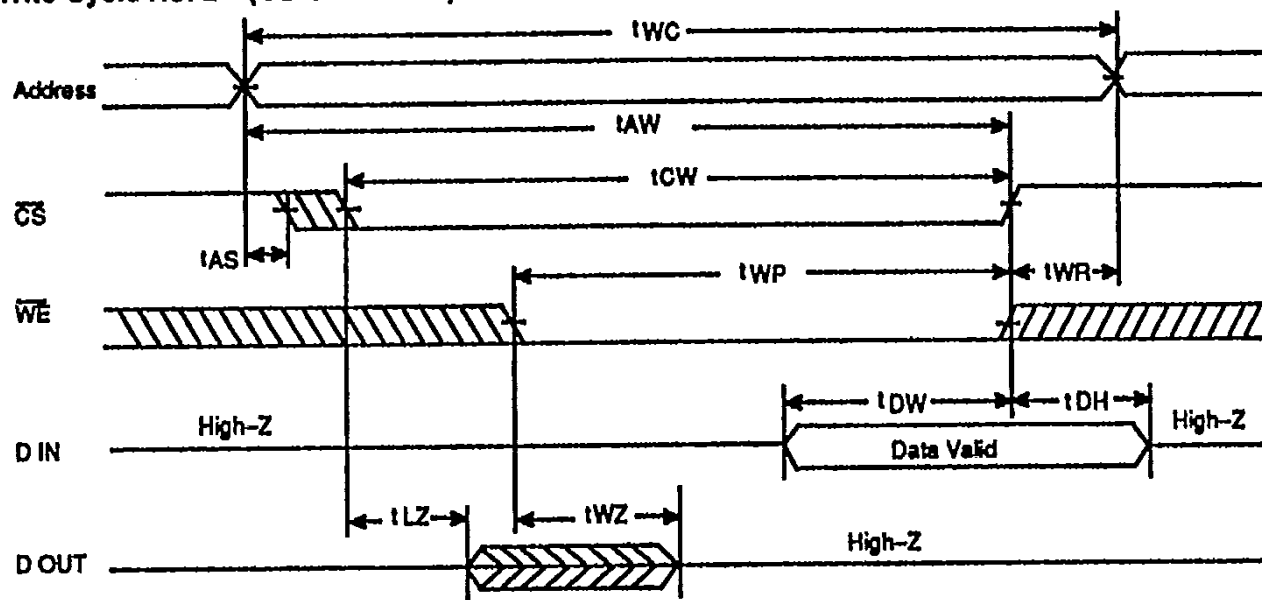 tWC
Address
tAW
tCW
CS
tAS
tWP
tWR
WE
tDW
tDH
High-Z
High-Z
D IN
Data Valid
tLZ
tWZ
High-Z
D OUT